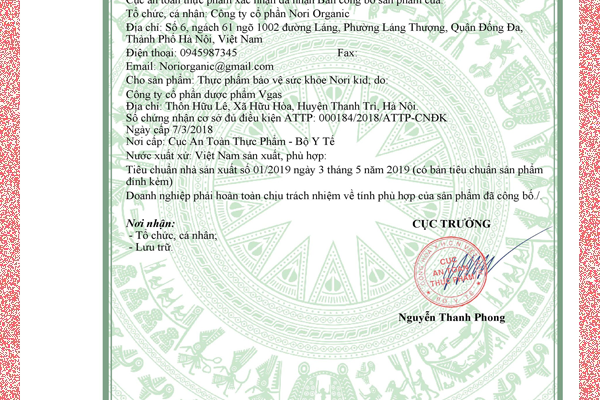 Cục an toàn thực phẩm xác nhận đã nhận Bản công bố sản phẩm của:
Tổ chức, cá nhân: Công ty cổ phần Nori Organic
Địa chỉ: Số 6, ngách 61 ngõ 1002 đường Láng, Phường Láng Thượng, Quận Đống Đa,
Thành Phố Hà Nội, Việt Nam
Điện thoại: 0945987345 Fax:
Email: Noriorganic@gmail.com
Cho sản phẩm: Thực phẩm bảo vệ sức khỏe Nori kid; do:
Công ty cổ phần dược phẩm Vgas
Địa chỉ: Thôn Hữu Lê, Xã Hữu Hòa, Huyện Thanh Trì, Hà Nội.
Số chứng nhận cơ sở đủ điều kiện ATTP: 000184/2018/ATTP-CNĐK
Ngày cấp 7/3/2018
Nơi cấp: Cục An Toàn Thực Phẩm - Bộ Y Tế
Nước xuất xứ: Việt Nam sản xuất, phù hợp:
Tiêu chuẩn nhà sản xuất số 01/2019 ngày 3 tháng 5 năm 2019 (có bản tiêu chuẩn sản phẩm
đính kèm)
Doanh nghiệp phải hoàn toàn chịu trách nhiệm về tính phù hợp của sản phẩm đã công bố./.
Nơi nhận:
- Tổ chức, cá nhân;
- Lưu trữ.
CỤC TRƯỞNG
CỤC
AN TOÀN
THỰC PHẨM
Nguyễn Thanh Phong